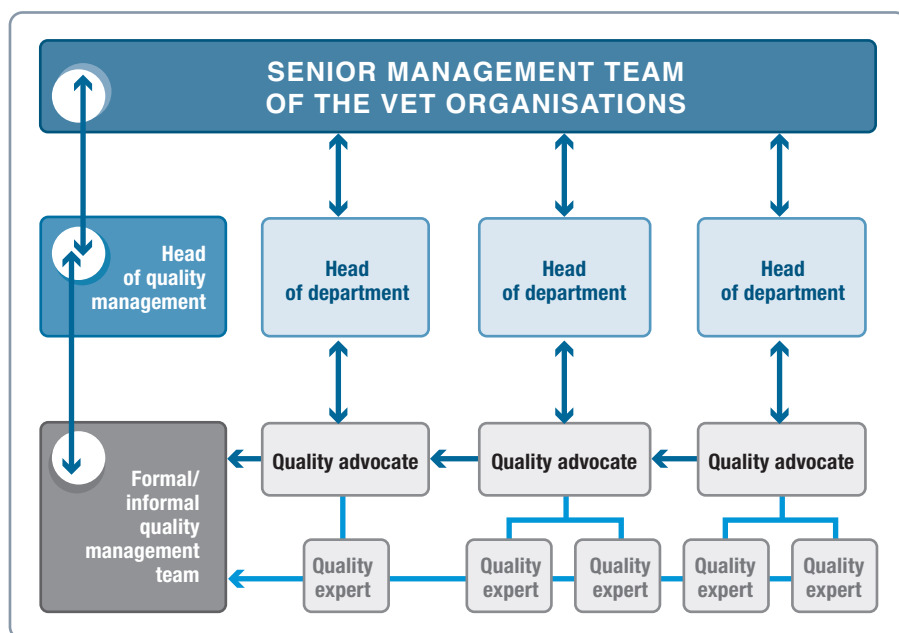 SENIOR MANAGEMENT TEAM
OF THE VET ORGANISATIONS
Head
of quality
management
Head
of department
Head
of department
Head
of department
Formal/
informal
quality
management
team
Quality advocate
Quality advocate
Quality advocate
Quality
expert
Quality
expert
Quality
expert
Quality
expert
Quality
expert